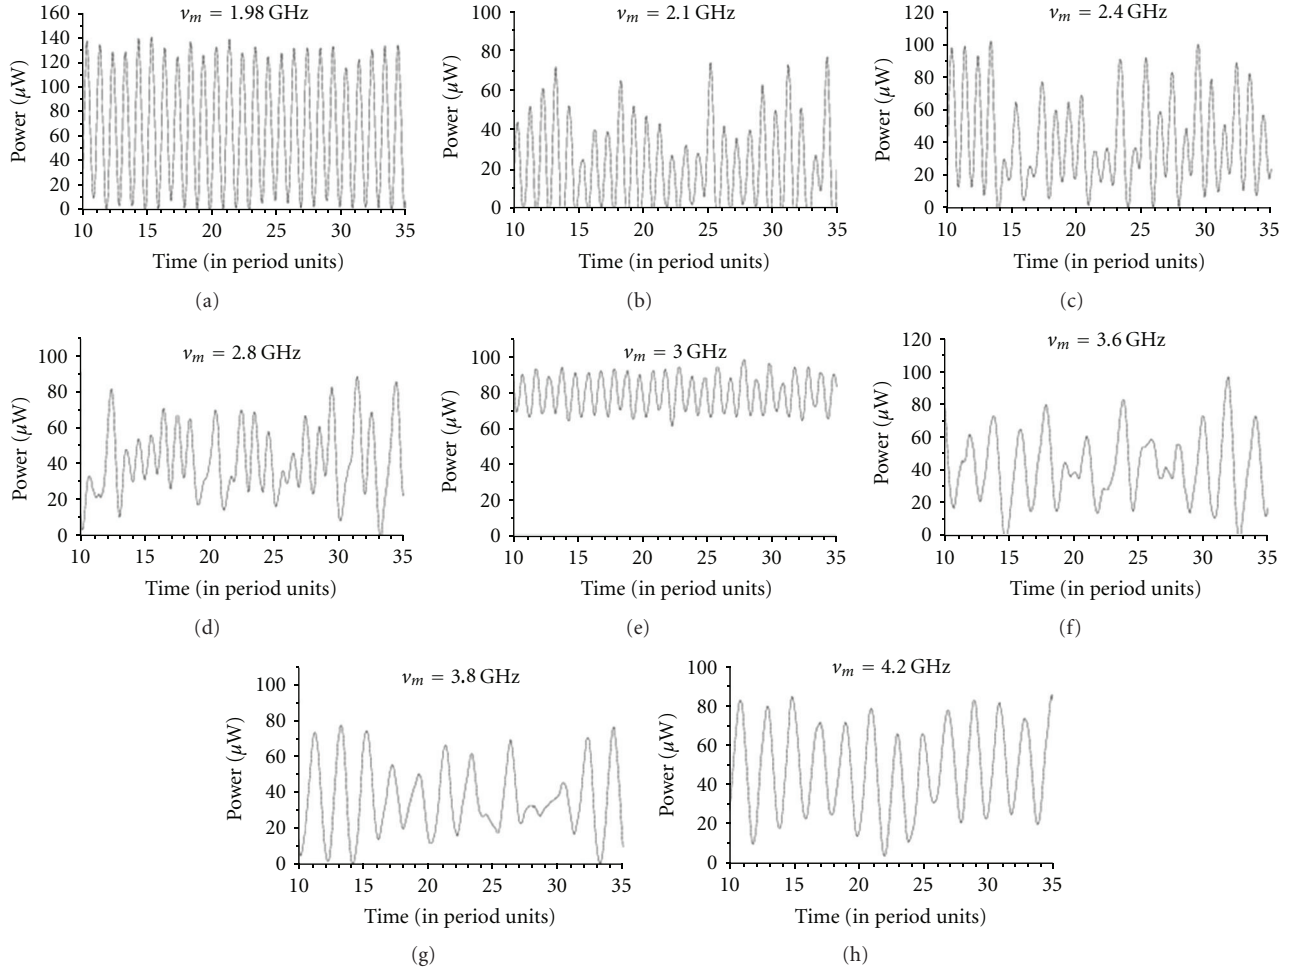 ν_m = 1.98 GHz
160
140
120
100
80
60
40
20
0
Power (μW)
10 15 20 25 30 35
Time (in period units)
(a)
ν_m = 2.1 GHz
100
80
60
40
20
0
Power (μW)
10 15 20 25 30 35
Time (in period units)
(b)
ν_m = 2.4 GHz
120
100
80
60
40
20
0
Power (μW)
10 15 20 25 30 35
Time (in period units)
(c)
ν_m = 2.8 GHz
100
80
60
40
20
0
Power (μW)
10 15 20 25 30 35
Time (in period units)
(d)
ν_m = 3 GHz
100
80
60
40
20
0
Power (μW)
10 15 20 25 30 35
Time (in period units)
(e)
ν_m = 3.6 GHz
120
100
80
60
40
20
0
Power (μW)
10 15 20 25 30 35
Time (in period units)
(f)
ν_m = 3.8 GHz
100
80
60
40
20
0
Power (μW)
10 15 20 25 30 35
Time (in period units)
(g)
ν_m = 4.2 GHz
100
80
60
40
20
0
Power (μW)
10 15 20 25 30 35
Time (in period units)
(h)